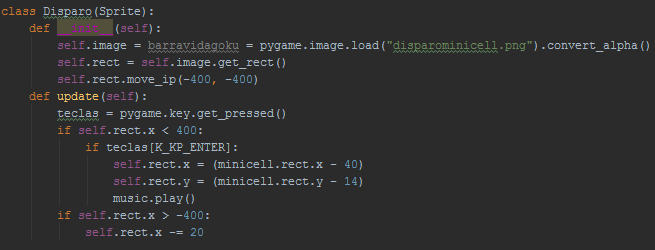 class Disparo(Sprite):
    def __init__(self):
        self.image = barravidagoku = pygame.image.load("disparominicell.png").convert_alpha()
        self.rect = self.image.get_rect()
        self.rect.move_ip(-400, -400)
    def update(self):
        teclas = pygame.key.get_pressed()
        if self.rect.x < 400:
            if teclas[K_KP_ENTER]:
                self.rect.x = (minicell.rect.x - 40)
                self.rect.y = (minicell.rect.y - 14)
                music.play()
        if self.rect.x > -400:
            self.rect.x -= 20